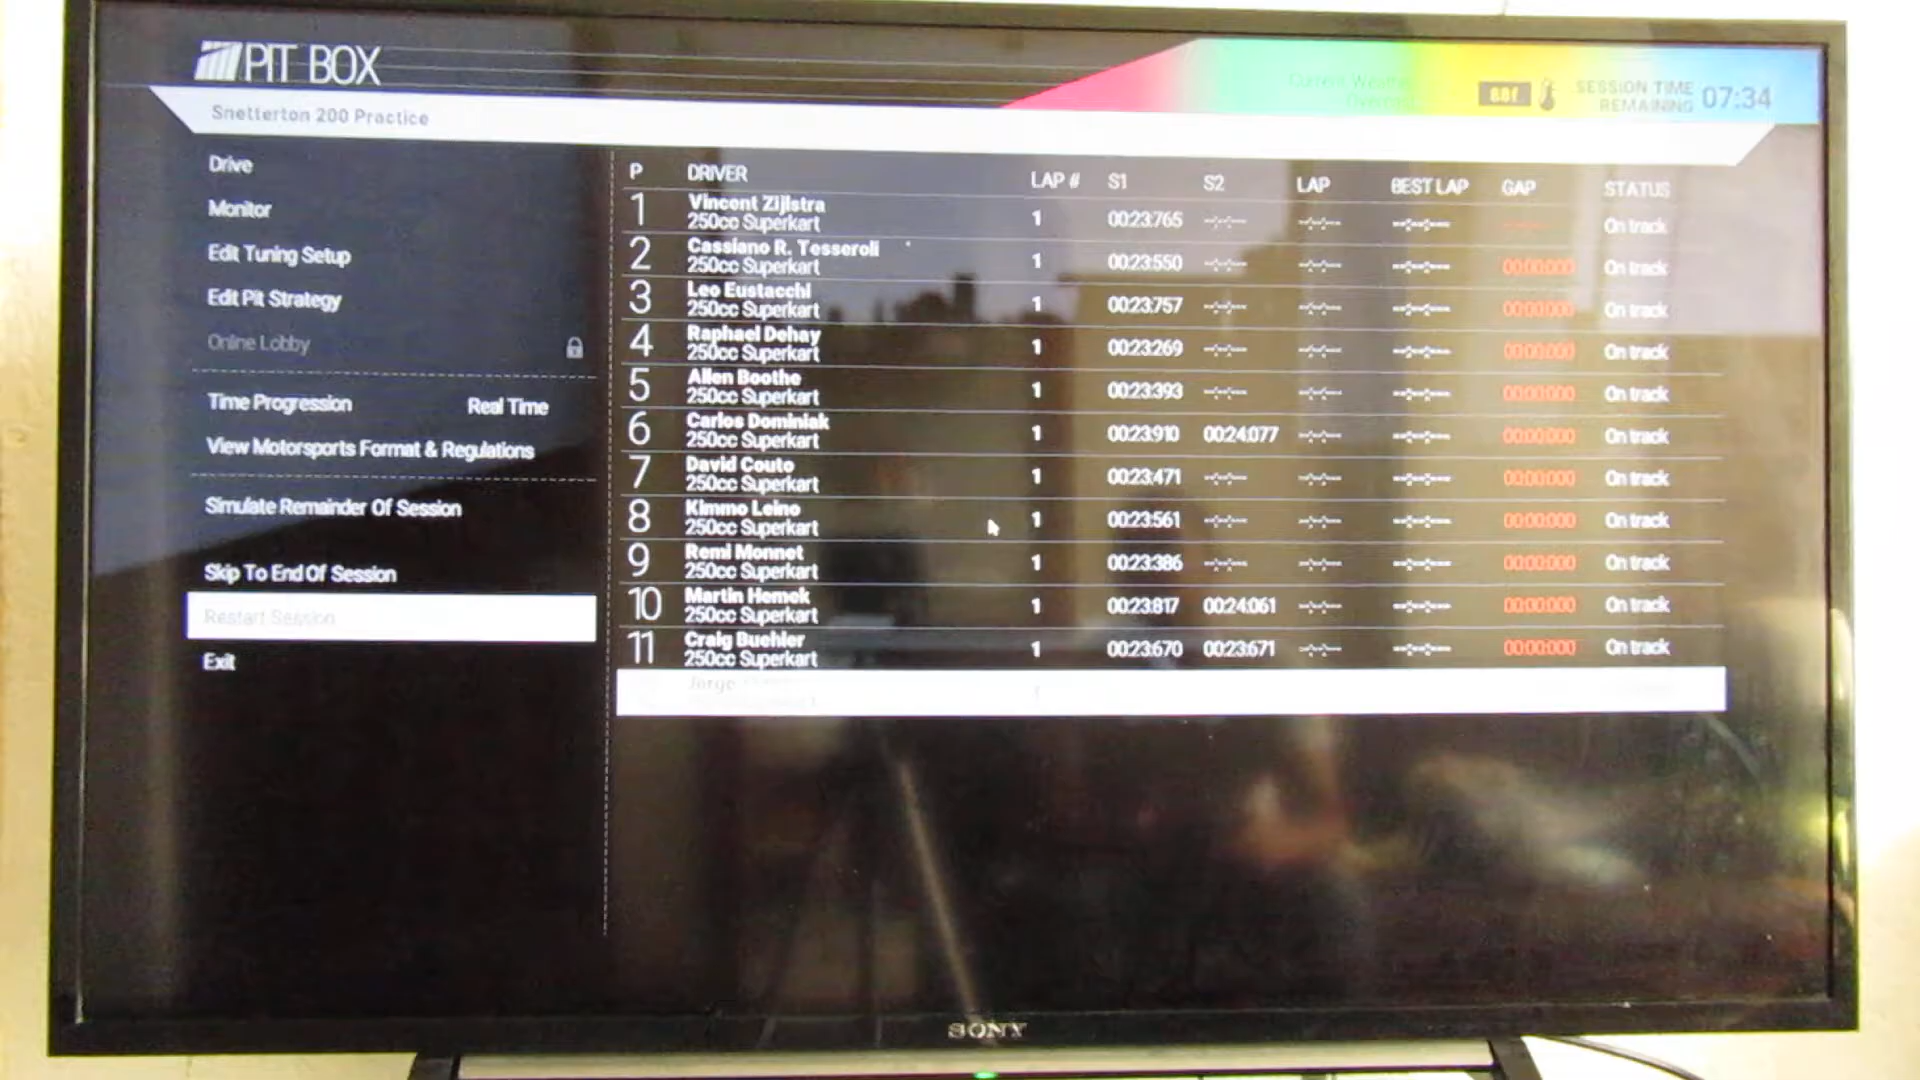 PIT BOX
Snetterton 200 Practice
Current Weather
Overcast
88f
SESSION TIME
REMAINING
07:34
Drive
Monitor
Edit Tuning Setup
Edit Pit Strategy
Online Lobby
Time Progression Real Time
View Motorsports Format & Regulations
Simulate Remainder Of Session
Skip To End Of Session
Restart Session
Exit
P DRIVER LAP # S1 S2 LAP BEST LAP GAP STATUS
1 Vincent Zijlstra
250cc Superkart 1 00:23:765 --:--:--- --:--:--- --:--:--- On track
2 Cassiano R. Tesseroli
250cc Superkart 1 00:23:550 --:--:--- --:--:--- --:--:--- 00:00:000 On track
3 Leo Eustacchi
250cc Superkart 1 00:23:757 --:--:--- --:--:--- --:--:--- 00:00:000 On track
4 Raphael Dehay
250cc Superkart 1 00:23:269 --:--:--- --:--:--- --:--:--- 00:00:000 On track
5 Allen Boothe
250cc Superkart 1 00:23:393 --:--:--- --:--:--- --:--:--- 00:00:000 On track
6 Carlos Dominiak
250cc Superkart 1 00:23:910 00:24:077 --:--:--- --:--:--- 00:00:000 On track
7 David Couto
250cc Superkart 1 00:23:471 --:--:--- --:--:--- --:--:--- 00:00:000 On track
8 Kimmo Leino
250cc Superkart 1 00:23:561 --:--:--- --:--:--- --:--:--- 00:00:000 On track
9 Remi Monnet
250cc Superkart 1 00:23:386 --:--:--- --:--:--- --:--:--- 00:00:000 On track
10 Martin Hemek
250cc Superkart 1 00:23:817 00:24:061 --:--:--- --:--:--- 00:00:000 On track
11 Craig Buehler
250cc Superkart 1 00:23:670 00:23:671 --:--:--- --:--:--- 00:00:000 On track
Jorge
SONY